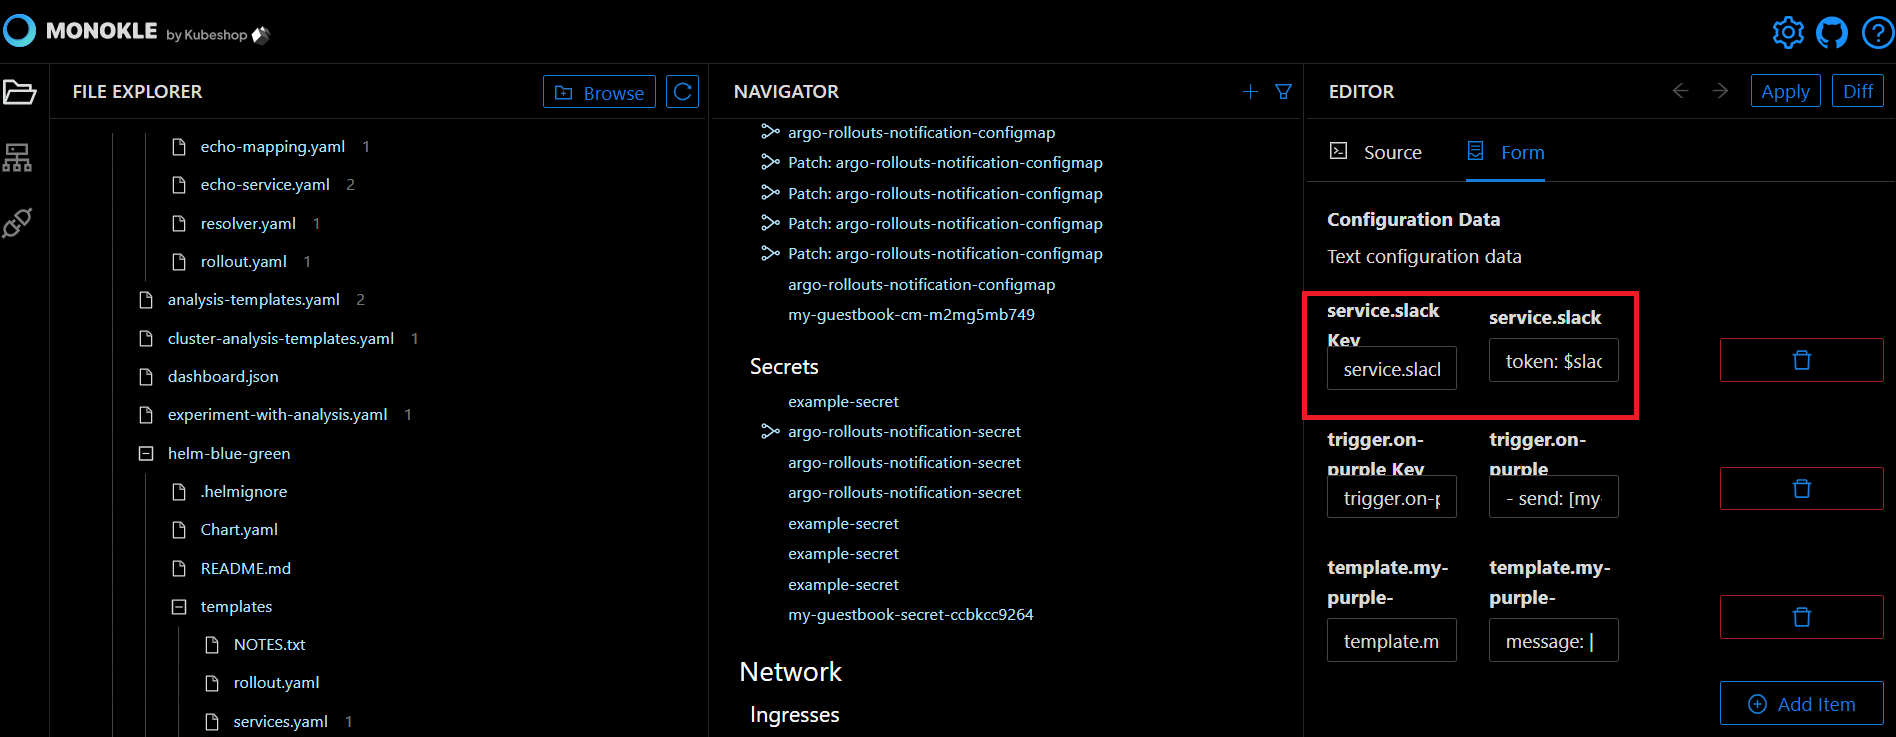 MONOKLE by Kubeshop
FILE EXPLORER
Browse
echo-mapping.yaml 1
echo-service.yaml 2
resolver.yaml 1
rollout.yaml 1
analysis-templates.yaml 2
cluster-analysis-templates.yaml 1
dashboard.json
experiment-with-analysis.yaml 1
helm-blue-green
.helmignore
Chart.yaml
README.md
templates
NOTES.txt
rollout.yaml
services.yaml 1
NAVIGATOR
argo-rollouts-notification-configmap
Patch: argo-rollouts-notification-configmap
Patch: argo-rollouts-notification-configmap
Patch: argo-rollouts-notification-configmap
Patch: argo-rollouts-notification-configmap
argo-rollouts-notification-configmap
my-guestbook-cm-m2mg5mb749
Secrets
example-secret
argo-rollouts-notification-secret
argo-rollouts-notification-secret
argo-rollouts-notification-secret
example-secret
example-secret
example-secret
my-guestbook-secret-ccbkcc9264
Network
Ingresses
EDITOR
Apply
Diff
Source
Form
Configuration Data
Text configuration data
service.slack
Key
service.slacl
service.slack
token: $slac
trigger.on-
purple Key
trigger.on-p
trigger.on-
purple
- send: [my-
template.my-
purple-
template.m
template.my-
purple-
message: |
Add Item